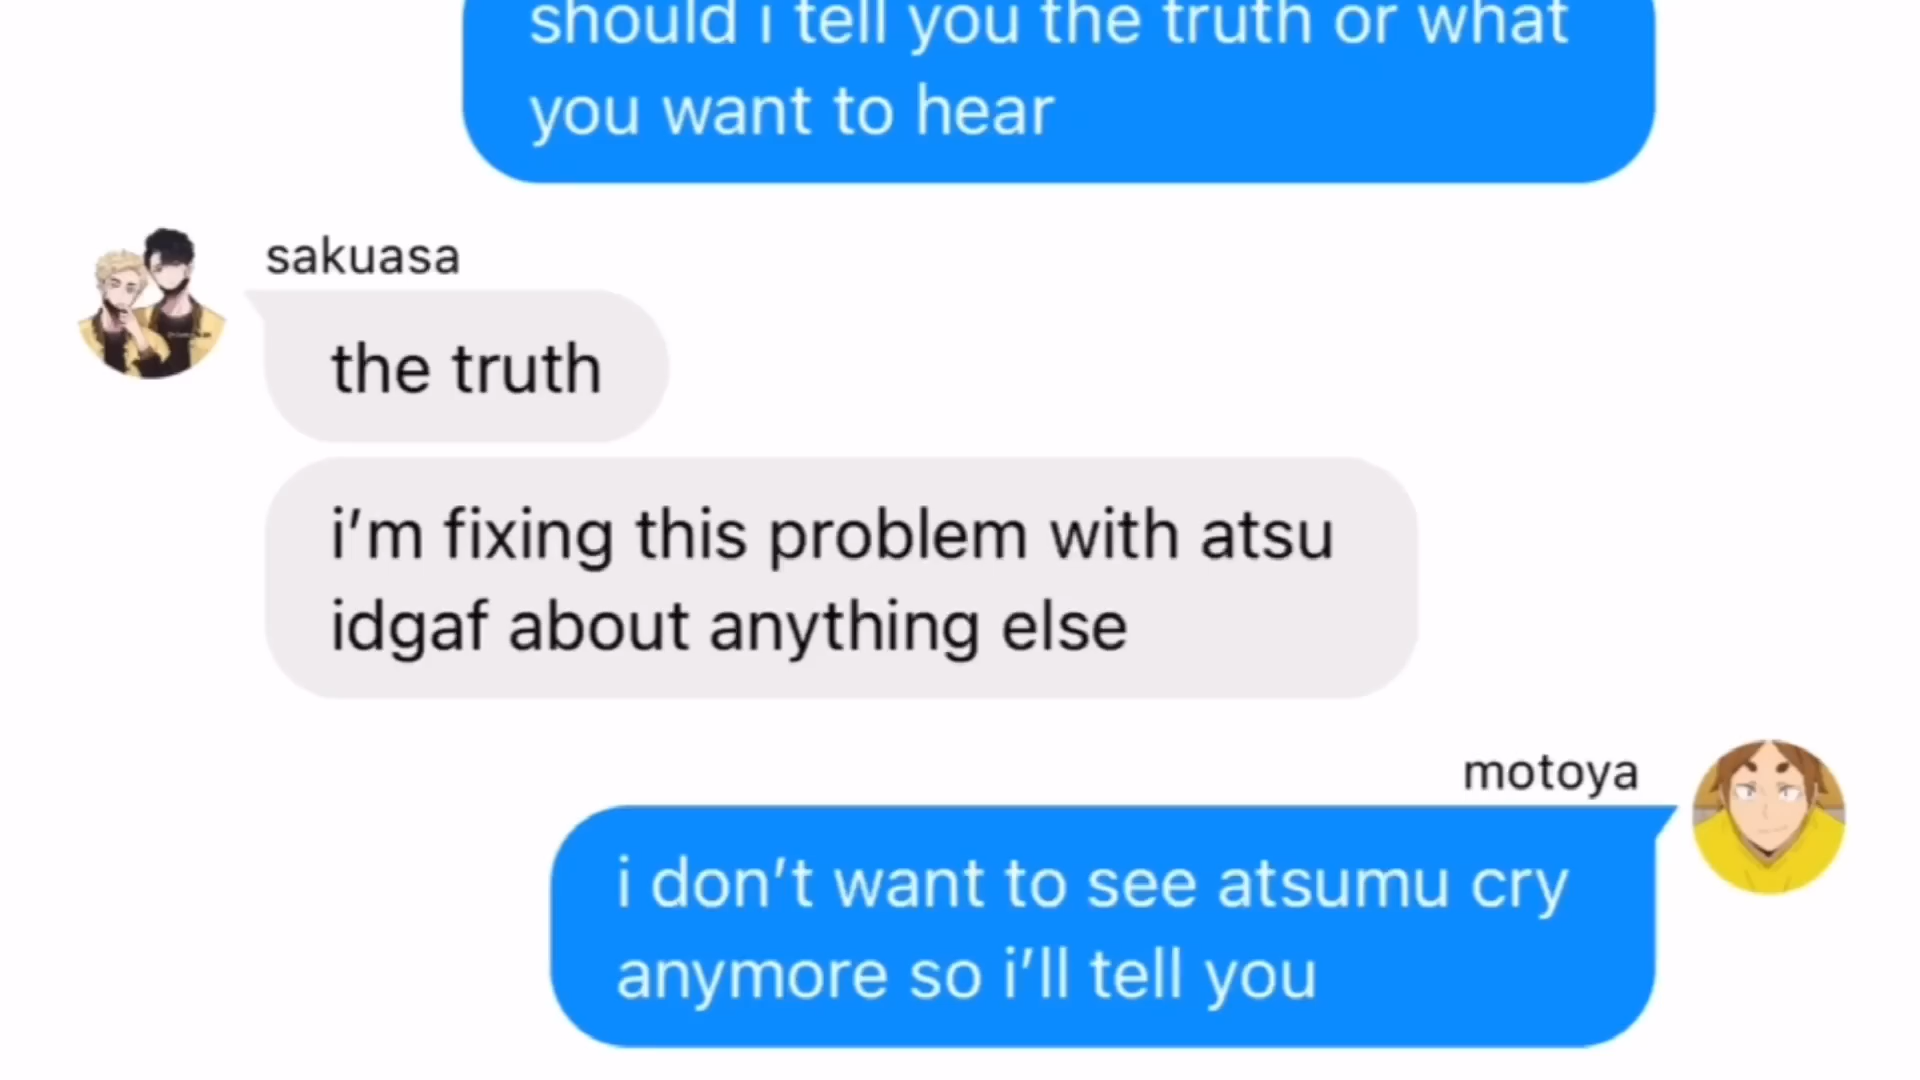 should i tell you the truth or what
you want to hear
sakuasa
the truth
i'm fixing this problem with atsu
idgaf about anything else
motoya
i don't want to see atsumu cry
anymore so i'll tell you